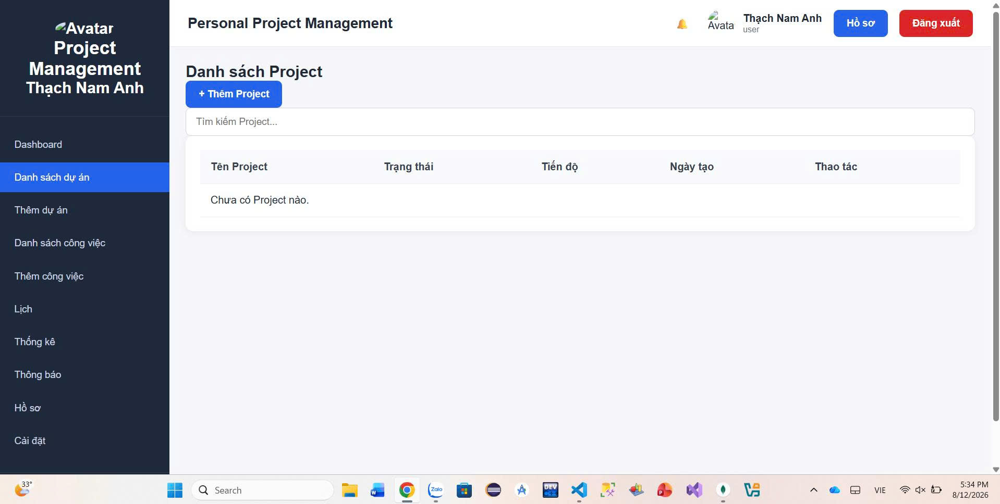 Avatar
Project
Management
Thạch Nam Anh
Dashboard
Danh sách dự án
Thêm dự án
Danh sách công việc
Thêm công việc
Lịch
Thống kê
Thông báo
Hồ sơ
Cài đặt
Personal Project Management
Avata
Thạch Nam Anh
user
Hồ sơ
Đăng xuất
Danh sách Project
+ Thêm Project
Tìm kiếm Project...
Tên Project Trạng thái Tiến độ Ngày tạo Thao tác
Chưa có Project nào.
33°
Search
W
Zalo
DEV
P
VIE
5:34 PM
8/12/2026